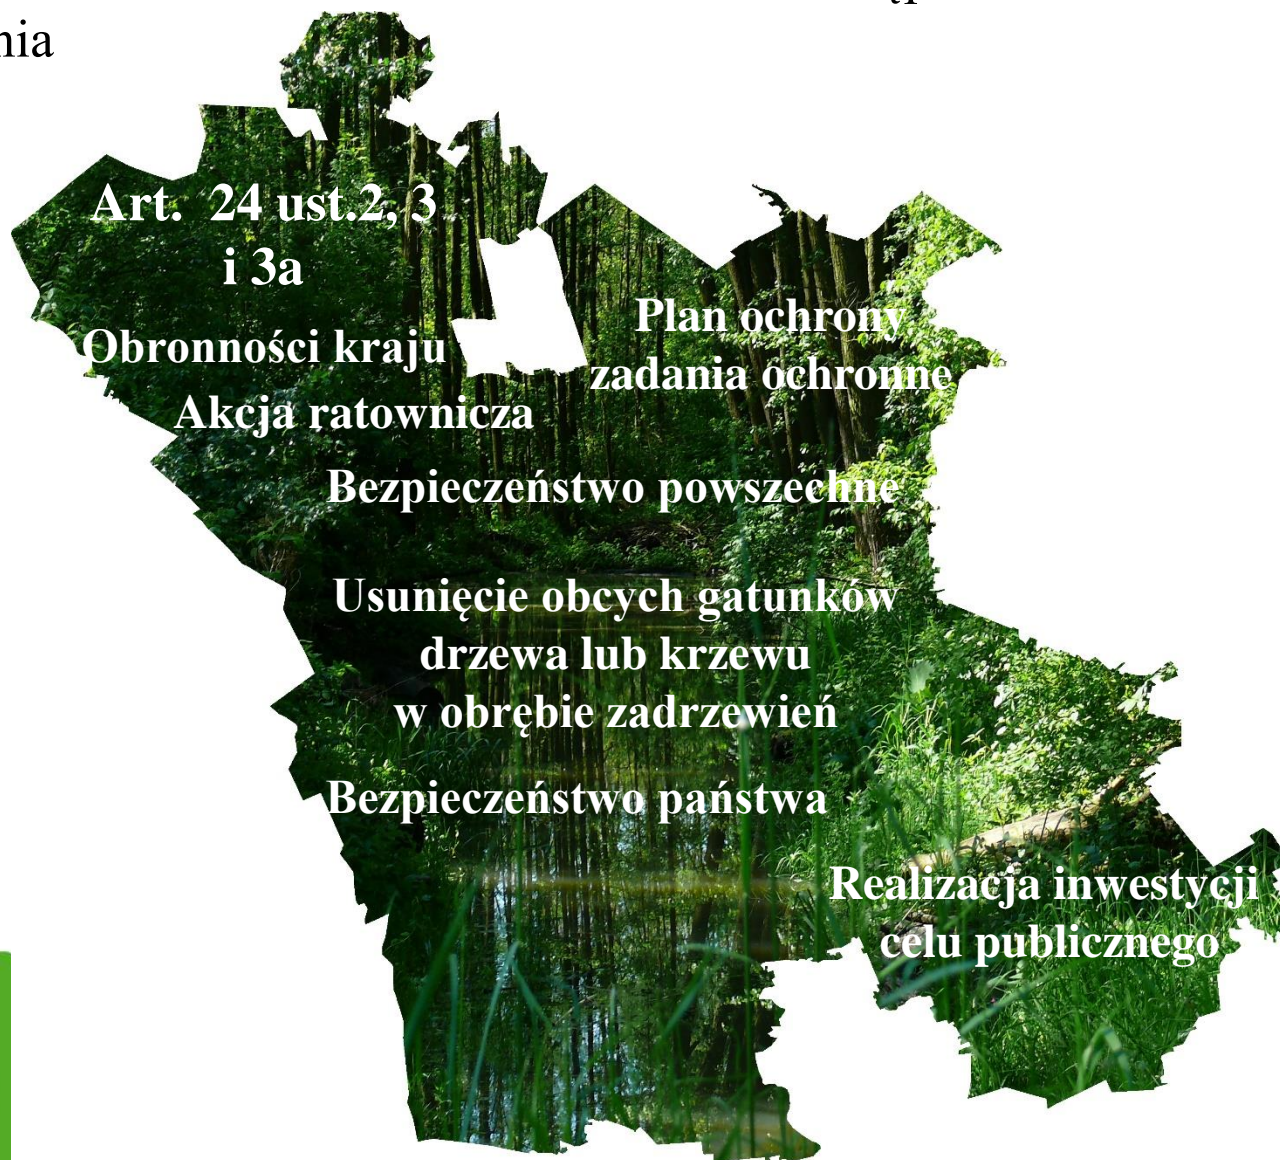 nia
Art. 24 ust.2, 3
i 3a
Obronności kraju
Akcja ratownicza
Plan ochrony
zadania ochronne
Bezpieczeństwo powszechne
Usunięcie obcych gatunków
drzewa lub krzewu
w obrębie zadrzewień
Bezpieczeństwo państwa
Realizacja inwestycji
celu publicznego